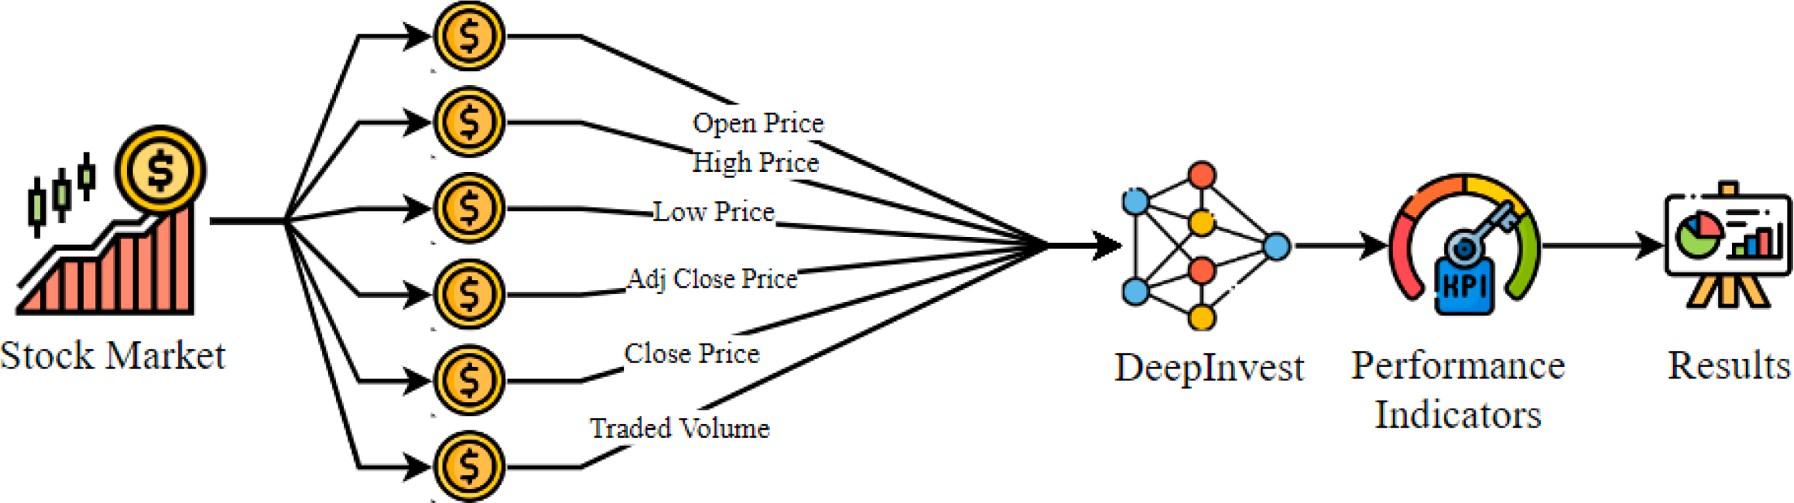 $
$
$
$
$
$
$
Open Price
High Price
Low Price
Adj Close Price
Close Price
Traded Volume
KPI
Stock Market
DeepInvest
Performance
Indicators
Results